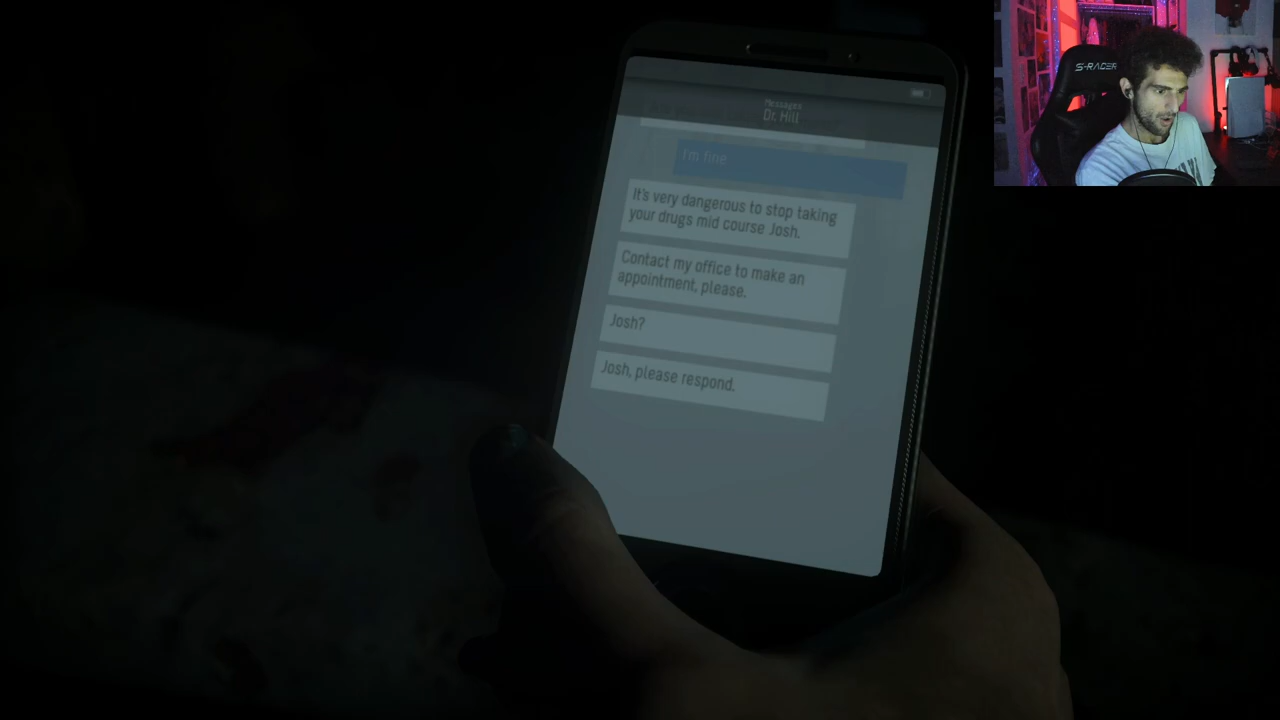 Messages
Dr. Hill
I'm fine
It's very dangerous to stop taking
your drugs mid course Josh.
Contact my office to make an
appointment, please.
Josh?
Josh, please respond.
S-RACER